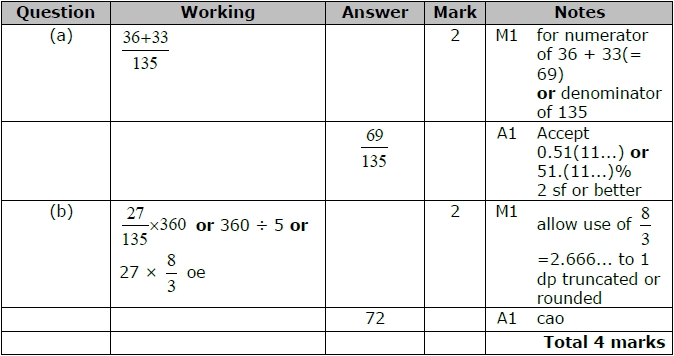 Question Working Answer Mark Notes
(a) 36+33 2 M1 for numerator
135 of 36 + 33(=
69)
or denominator
of 135
69 A1 Accept
135 0.51(11...) or
51.(11...)%
2 sf or better
(b) 27/135 ×360 or 360 ÷ 5 or 2 M1 allow use of 8/3
27 × 8/3 oe =2.666... to 1
dp truncated or
rounded
72 A1 cao
Total 4 marks